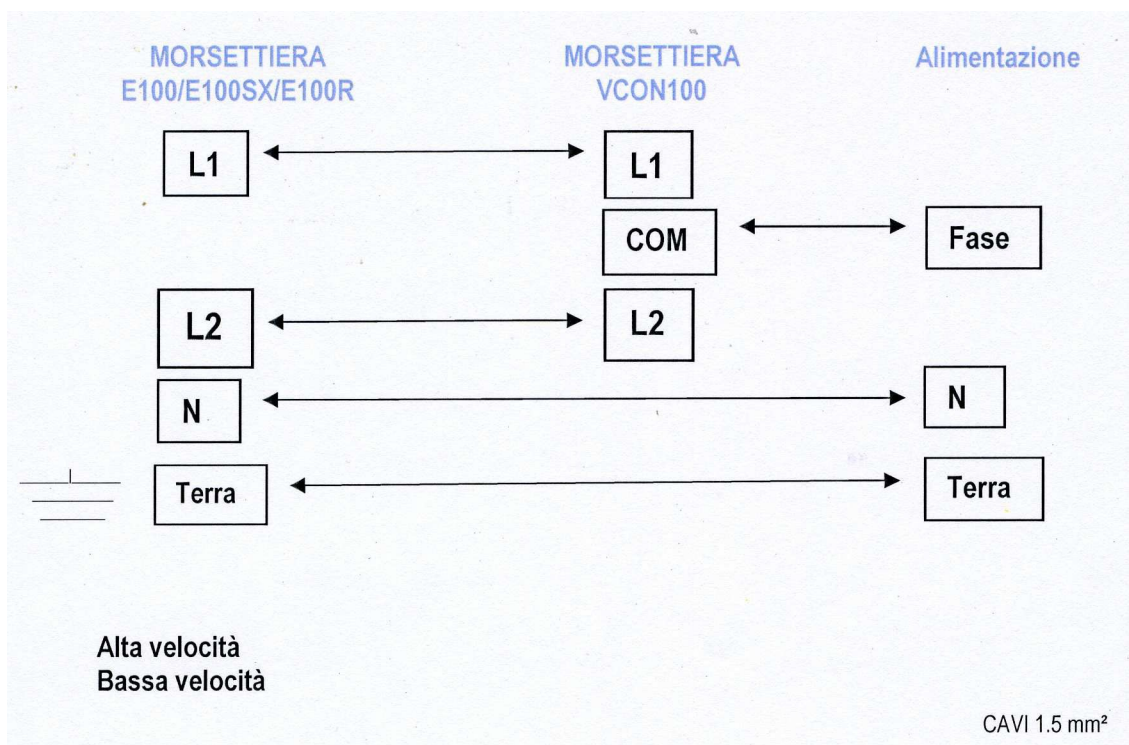 MORSETTIERA
E100/E100SX/E100R
MORSETTIERA
VCON100
Alimentazione
L1
L1
COM
Fase
L2
L2
N
N
Terra
Terra
Alta velocità
Bassa velocità
CAVI 1.5 mm²